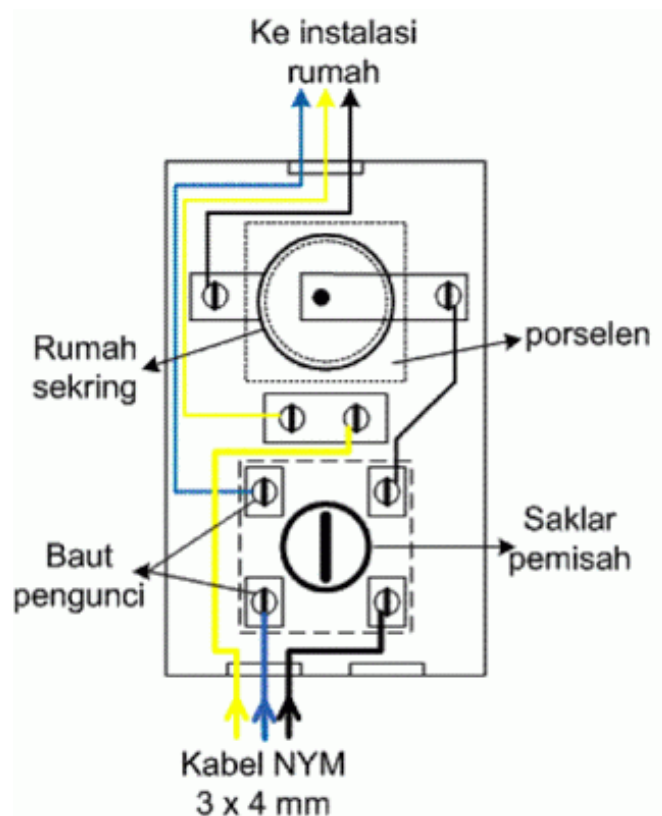 Ke instalasi
rumah
Rumah
sekring
porselen
Baut
pengunci
Saklar
pemisah
Kabel NYM
3 x 4 mm